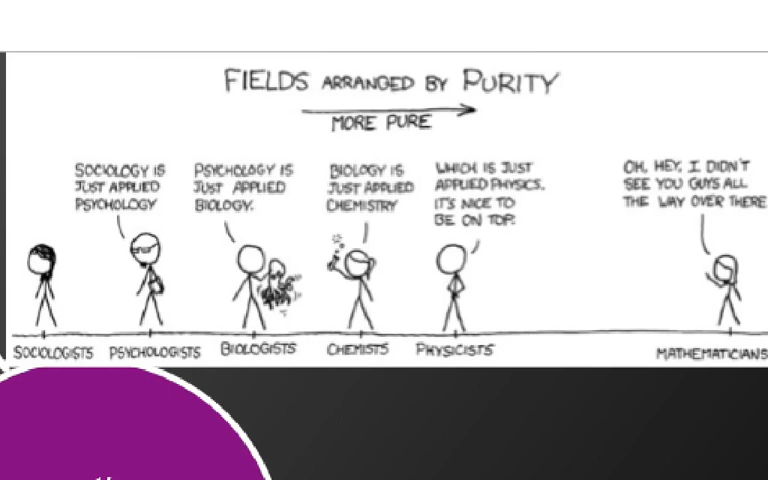 FIELDS ARRANGED BY PURITY
MORE PURE
SOCIOLOGY IS
JUST APPLIED
PSYCHOLOGY
PSYCHOLOGY IS
JUST APPLIED
BIOLOGY.
BIOLOGY IS
JUST APPLIED
CHEMISTRY
WHICH IS JUST
APPLIED PHYSICS.
IT'S NICE TO
BE ON TOP.
OH, HEY, I DIDN'T
SEE YOU GUYS ALL
THE WAY OVER THERE
SOCIOLOGISTS
PSYCHOLOGISTS
BIOLOGISTS
CHEMISTS
PHYSICISTS
MATHEMATICIANS